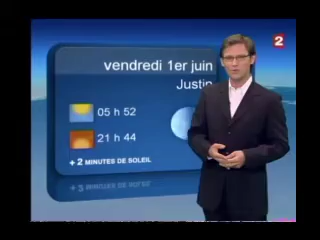 2
vendredi 1er juin
Justin
05 h 52
21 h 44
+ 2 MINUTES DE SOLEIL